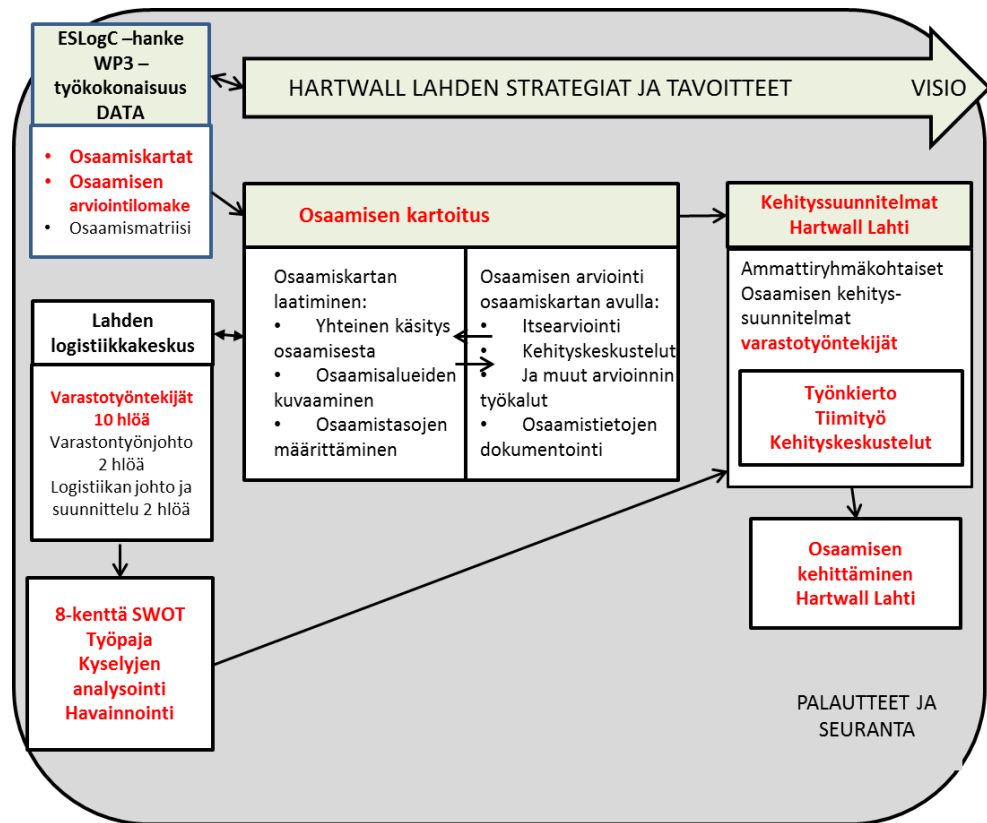 ESLogC –hanke
WP3 –
työkokonaisuus
DATA
HARTWALL LAHDEN STRATEGIAT JA TAVOITTEET
VISIO
• Osaamiskartat
• Osaamisen
arviointilomake
• Osaamismatriisi
Osaamisen kartoitus
Osaamiskartan
laatiminen:
• Yhteinen käsitys
osaamisesta
• Osaamisalueiden
kuvaaminen
• Osaamistasojen
määrittäminen
Osaamisen arviointi
osaamiskartan avulla:
• Itsearviointi
• Kehityskeskustelut
• Ja muut arvioinnin
työkalut
• Osaamistietojen
dokumentointi
Kehityssuunnitelmat
Hartwall Lahti
Ammattiryhmäkohtaiset
Osaamisen kehitys-
suunnitelmat
varastotyöntekijät
Työnkierto
Tiimityö
Kehityskeskustelut
Lahden
logistiikkakeskus
Varastotyöntekijät
10 hlöä
Varastontyönjohto
2 hlöä
Logistiikan johto ja
suunnittelu 2 hlöä
8-kenttä SWOT
Työpaja
Kyselyjen
analysointi
Havainnointi
Osaamisen
kehittäminen
Hartwall Lahti
PALAUTTEET JA
SEURANTA